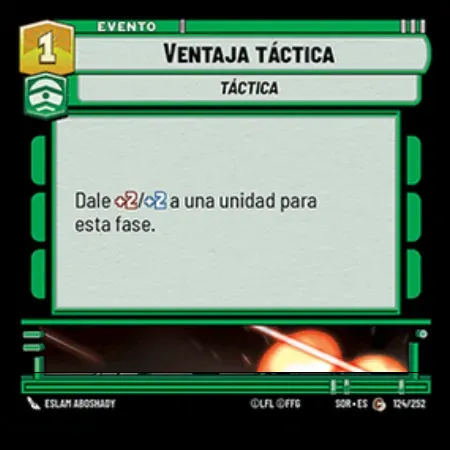 EVENTO
1
VENTAJA TÁCTICA
TÁCTICA
Dale +2/+2 a una unidad para
esta fase.
ESLAM ABOSHADY ©LFL ©FFG SOR • ES C 124/252